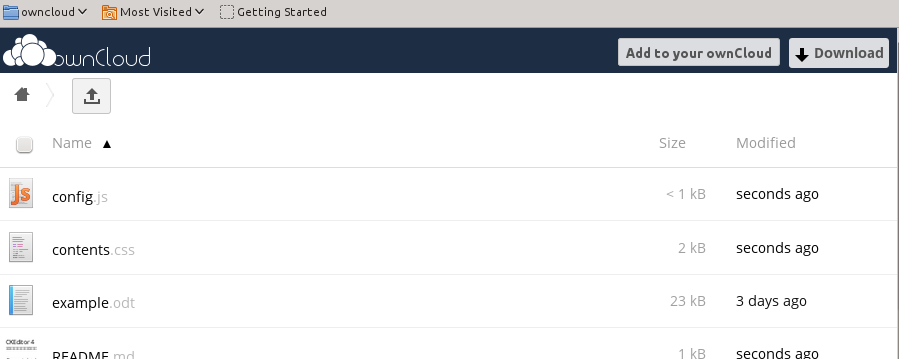 owncloud Most Visited Getting Started
ownCloud Add to your ownCloud Download
Name ▲ Size Modified
config.js < 1 kB seconds ago
contents.css 2 kB seconds ago
example.odt 23 kB 3 days ago
CKEditor 4
README.md 1 kB seconds ago